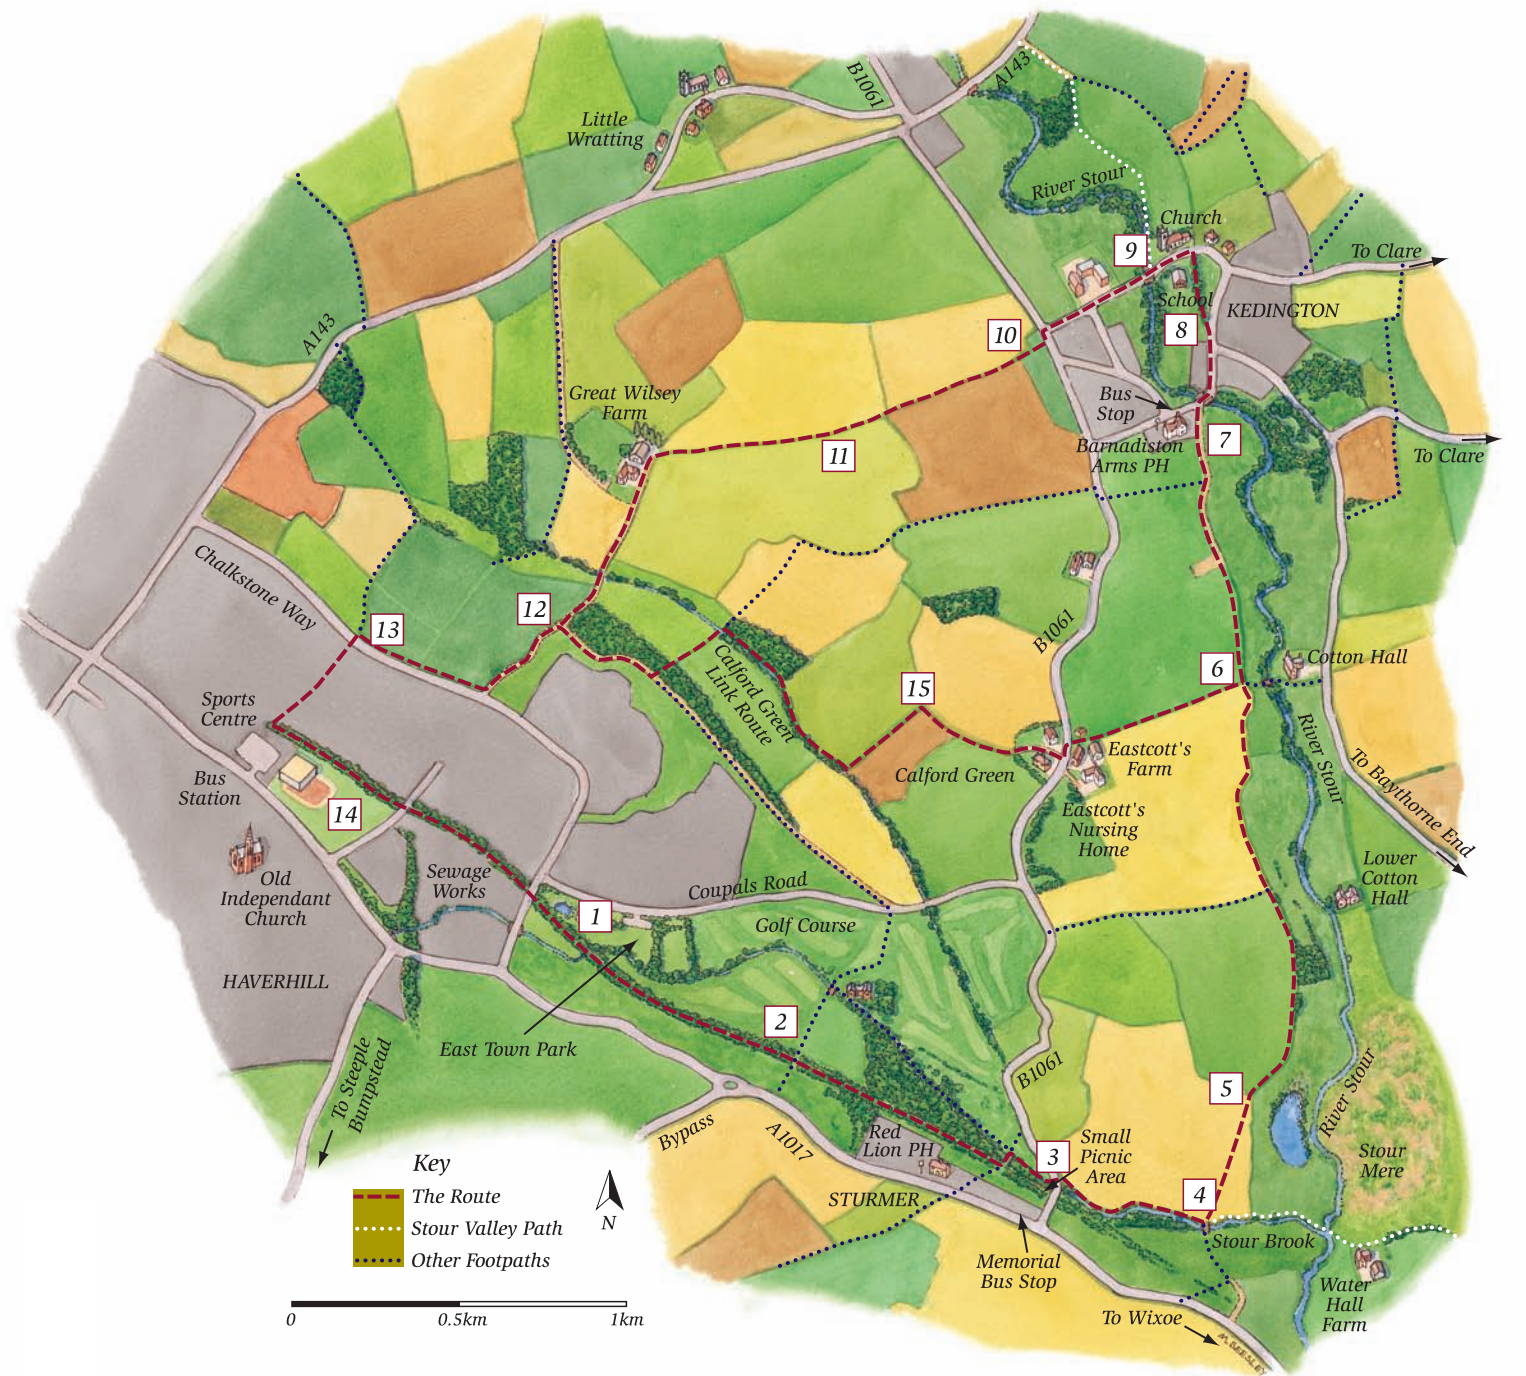 B1061
A143
Little
Wratting
River Stour
Church
9
To Clare
School
KEDINGTON
8
A143
10
Great Wilsey
Farm
Bus
Stop
7
11
Barnadiston
Arms PH
To Clare
Chalkstone Way
12
13
B1061
Calford Green
Link Route
6
Cotton Hall
15
Sports
Centre
River Stour
Bus
Station
Calford Green
Eastcott's
Farm
To Baythorne End
14
Eastcott's
Nursing
Home
Old
Independant
Church
Sewage
Works
Coupals Road
Lower
Cotton
Hall
1
Golf Course
HAVERHILL
2
East Town Park
To Steeple
Bumpstead
B1061
5
River Stour
Bypass
A1017
Red
Lion PH
3
Small
Picnic
Area
Stour
Mere
STURMER
4
Stour Brook
Memorial
Bus Stop
Water
Hall
Farm
To Wixoe
M. BEESLEY
Key
The Route
Stour Valley Path
Other Footpaths
N
0
0.5km
1km